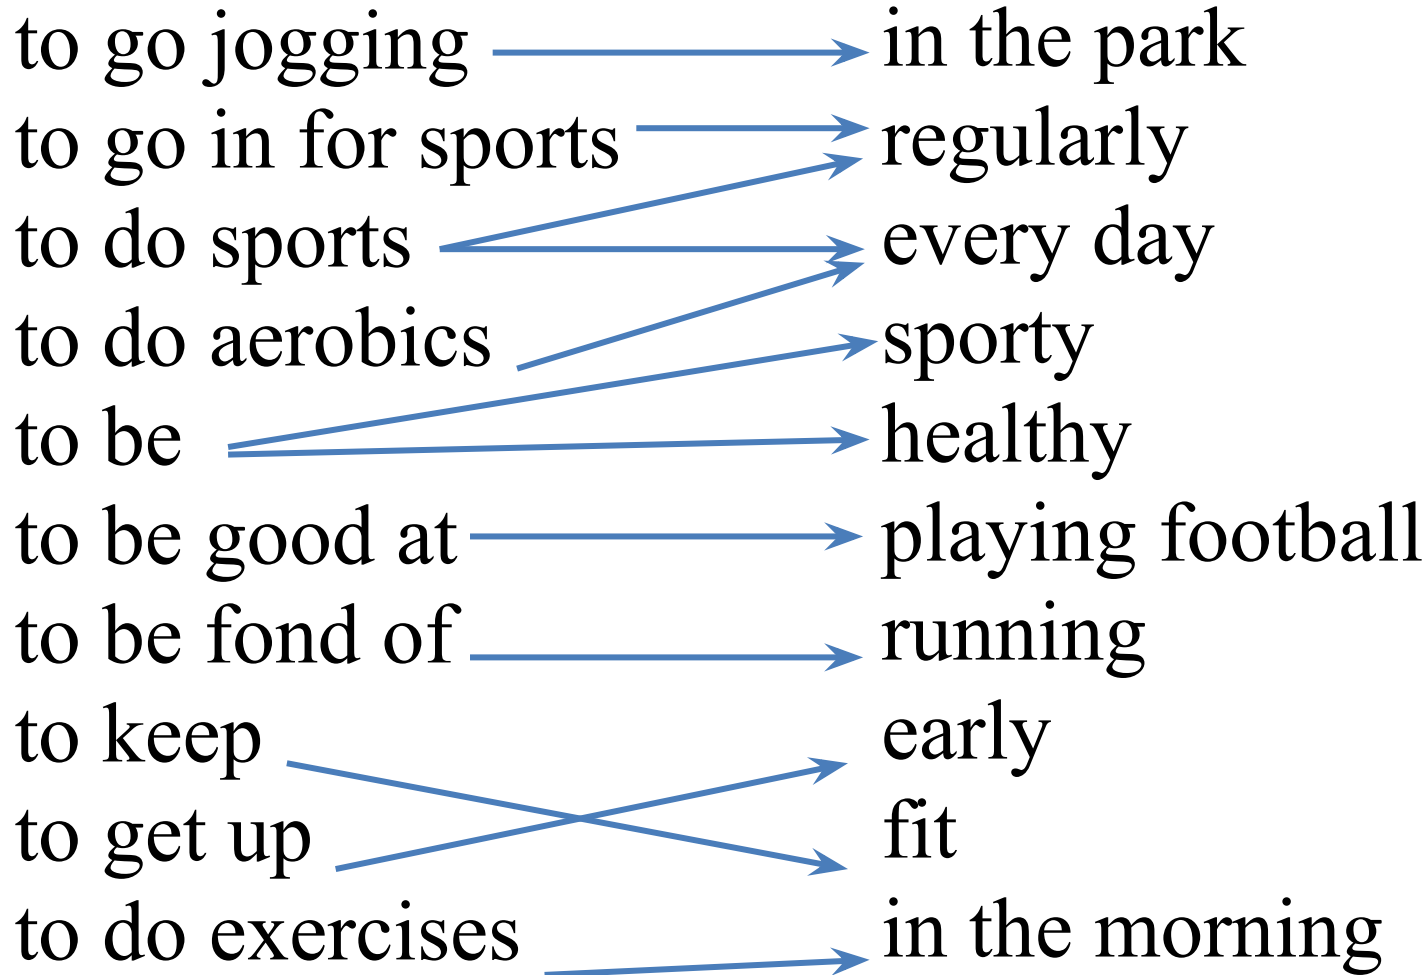 to go jogging in the park
to go in for sports regularly
to do sports every day
to do aerobics sporty
to be healthy
to be good at playing football
to be fond of running
to keep early
to get up fit
to do exercises in the morning